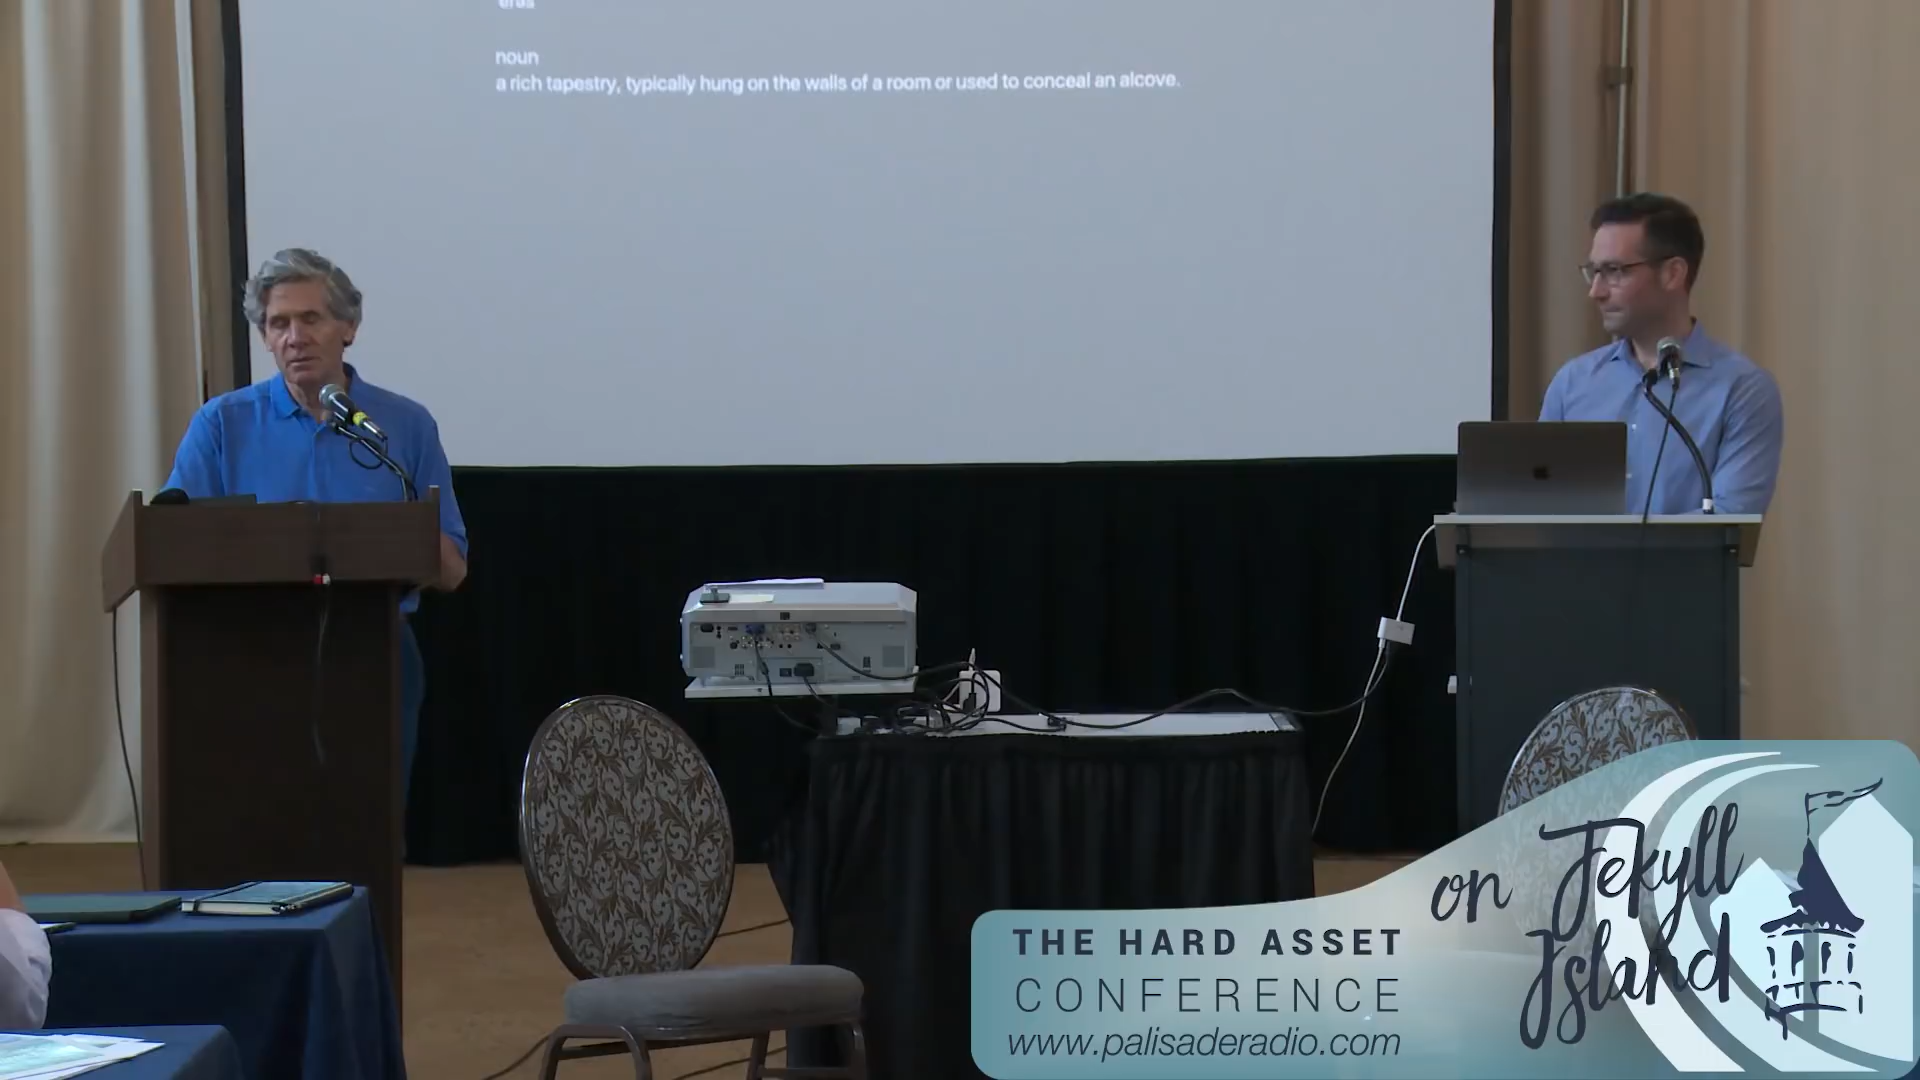 noun
a rich tapestry, typically hung on the walls of a room or used to conceal an alcove.
on Jekyll
Island
THE HARD ASSET
CONFERENCE
www.palisaderadio.com